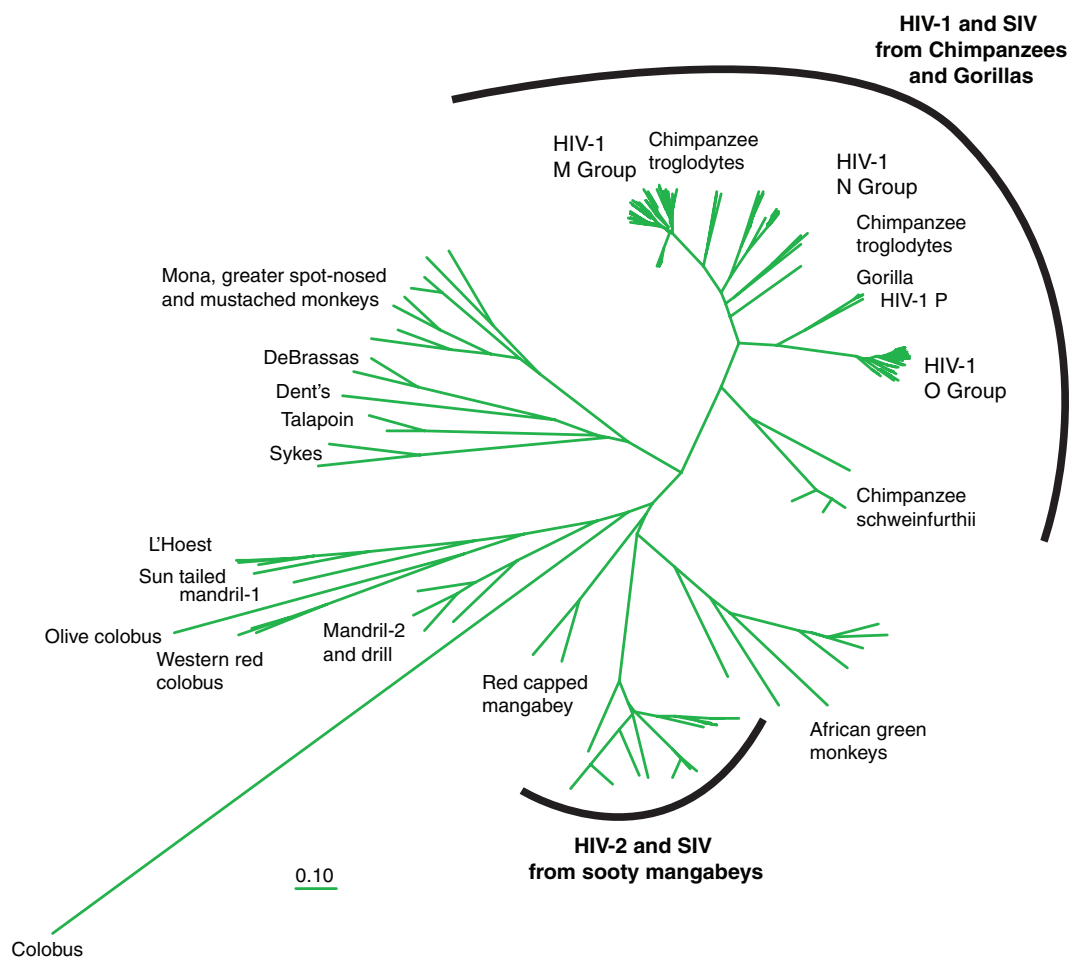 HIV-1 and SIV
from Chimpanzees
and Gorillas
HIV-1
M Group
Chimpanzee
troglodytes
HIV-1
N Group
Chimpanzee
troglodytes
Gorilla
HIV-1 P
HIV-1
O Group
Mona, greater spot-nosed
and mustached monkeys
DeBrassas
Dent's
Talapoin
Sykes
Chimpanzee
schweinfurthii
L'Hoest
Sun tailed
mandril-1
Olive colobus
Western red
colobus
Mandril-2
and drill
Red capped
mangabey
African green
monkeys
HIV-2 and SIV
from sooty mangabeys
0.10
Colobus